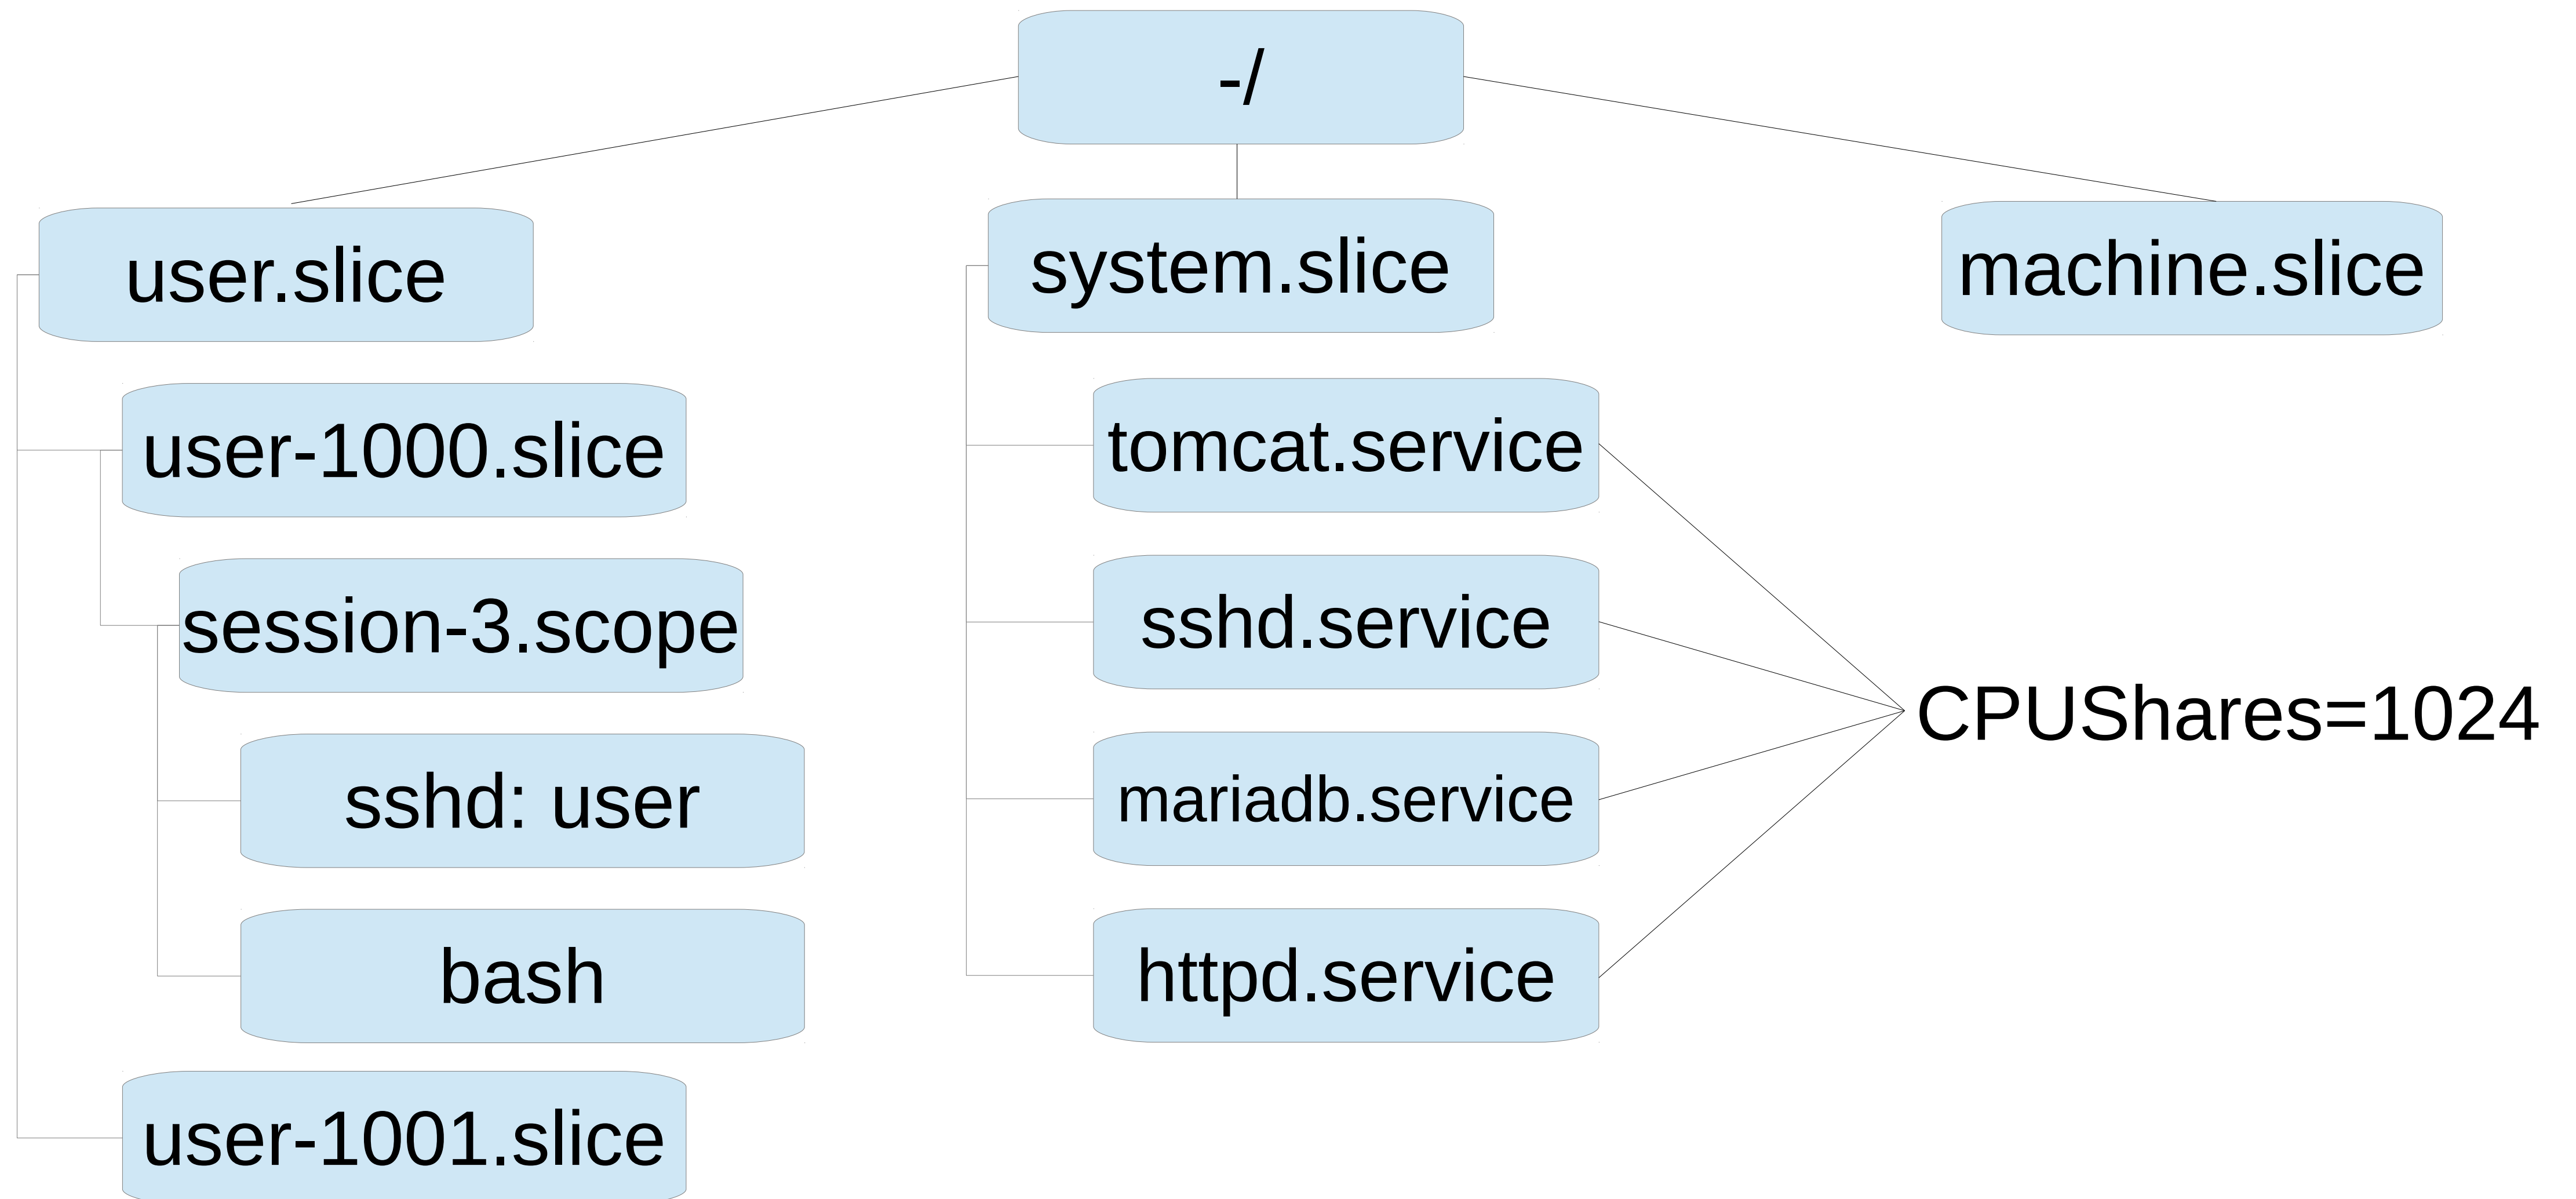 -/
user.slice
system.slice
machine.slice
user-1000.slice
session-3.scope
sshd: user
bash
user-1001.slice
tomcat.service
sshd.service
mariadb.service
httpd.service
CPUShares=1024